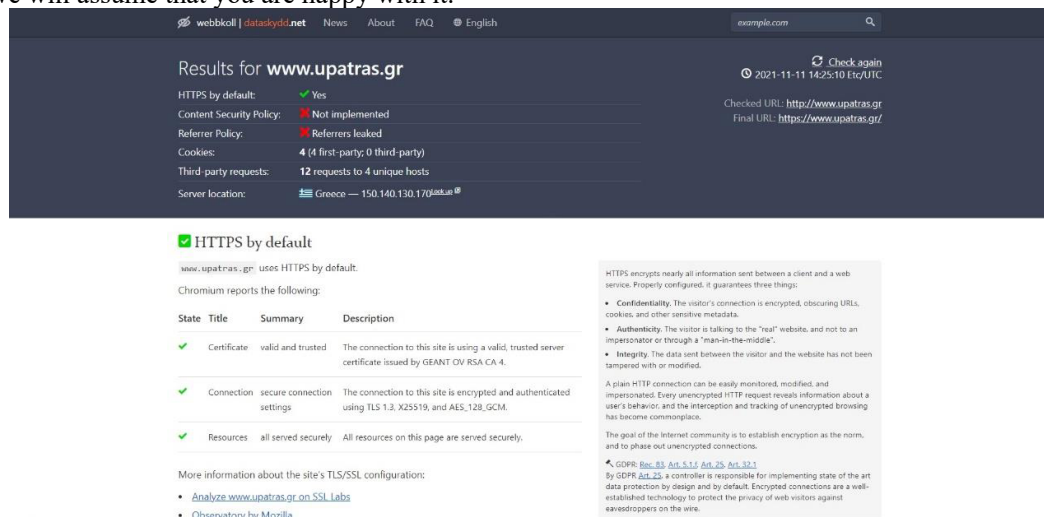 we will assume that you are happy with it.
webbkoll | dataskydd.net News About FAQ English
example.com
Results for www.upatras.gr
Check again
2021-11-11 14:25:10 Etc/UTC
HTTPS by default: Yes
Content Security Policy: Not implemented
Checked URL: http://www.upatras.gr
Referrer Policy: Referrers leaked
Final URL: https://www.upatras.gr/
Cookies: 4 (4 first-party; 0 third-party)
Third-party requests: 12 requests to 4 unique hosts
Server location: Greece — 150.140.130.170 Look up
HTTPS by default
www.upatras.gr uses HTTPS by default.
Chromium reports the following:
State Title Summary Description
Certificate valid and trusted The connection to this site is using a valid, trusted server
certificate issued by GEANT OV RSA CA 4.
Connection secure connection The connection to this site is encrypted and authenticated
settings using TLS 1.3, X25519, and AES_128_GCM.
Resources all served securely All resources on this page are served securely.
More information about the site's TLS/SSL configuration:
• Analyze www.upatras.gr on SSL Labs
• Observatory by Mozilla
HTTPS encrypts nearly all information sent between a client and a web
service. Properly configured, it guarantees three things:
• Confidentiality. The visitor's connection is encrypted, obscuring URLs,
cookies, and other sensitive metadata.
• Authenticity. The visitor is talking to the "real" website, and not to an
impersonator or through a "man-in-the-middle".
• Integrity. The data sent between the visitor and the website has not been
tampered with or modified.
A plain HTTP connection can be easily monitored, modified, and
impersonated. Every unencrypted HTTP request reveals information about a
user's behavior, and the interception and tracking of unencrypted browsing
has become commonplace.
The goal of the Internet community is to establish encryption as the norm,
and to phase out unencrypted connections.
GDPR: Rec. 83, Art. 5.1.f, Art. 25, Art. 32.1
By GDPR Art. 25, a controller is responsible for implementing state of the art
data protection by design and by default. Encrypted connections are a well-
established technology to protect the privacy of web visitors against
eavesdroppers on the wire.